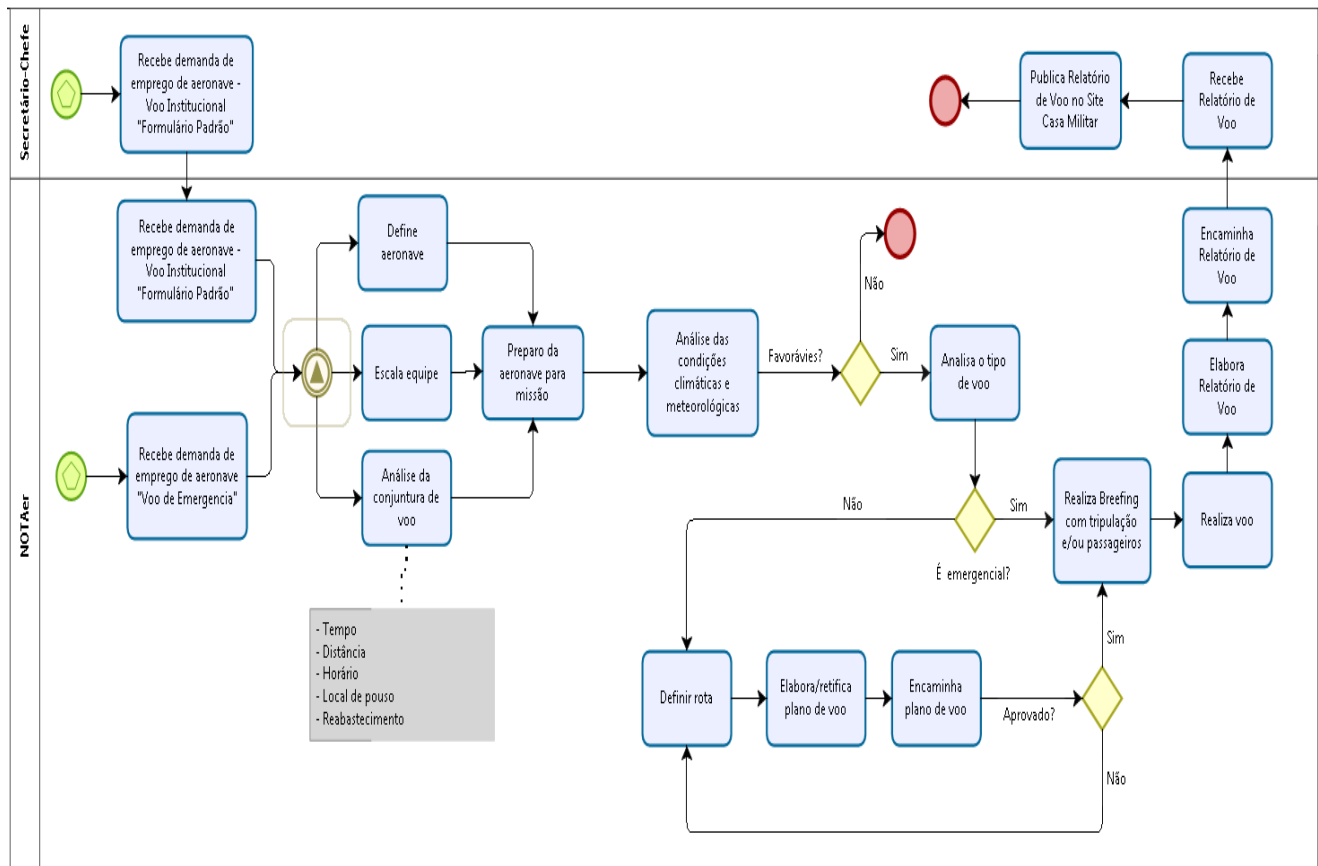 Secretário-Chefe
Recebe demanda de
emprego de aeronave -
Voo Institucional
"Formulário Padrão"
Publica Relatório
de Voo no Site
Casa Militar
Recebe
Relatório de
Voo
NOTAer
Recebe demanda de
emprego de aeronave -
Voo Institucional
"Formulário Padrão"
Recebe demanda de
emprego de aeronave
"Voo de Emergencia"
Define
aeronave
Escala equipe
Análise da
conjuntura de
voo
- Tempo
- Distância
- Horário
- Local de pouso
- Reabastecimento
Preparo da
aeronave para
missão
Análise das
condições
climáticas e
meteorológicas
Favorávies?
Não
Sim
Analisa o tipo
de voo
É emergencial?
Não
Sim
Definir rota
Elabora/retifica
plano de voo
Encaminha
plano de voo
Aprovado?
Sim
Não
Realiza Breefing
com tripulação
e/ou passageiros
Realiza voo
Elabora
Relatório de
Voo
Encaminha
Relatório de
Voo